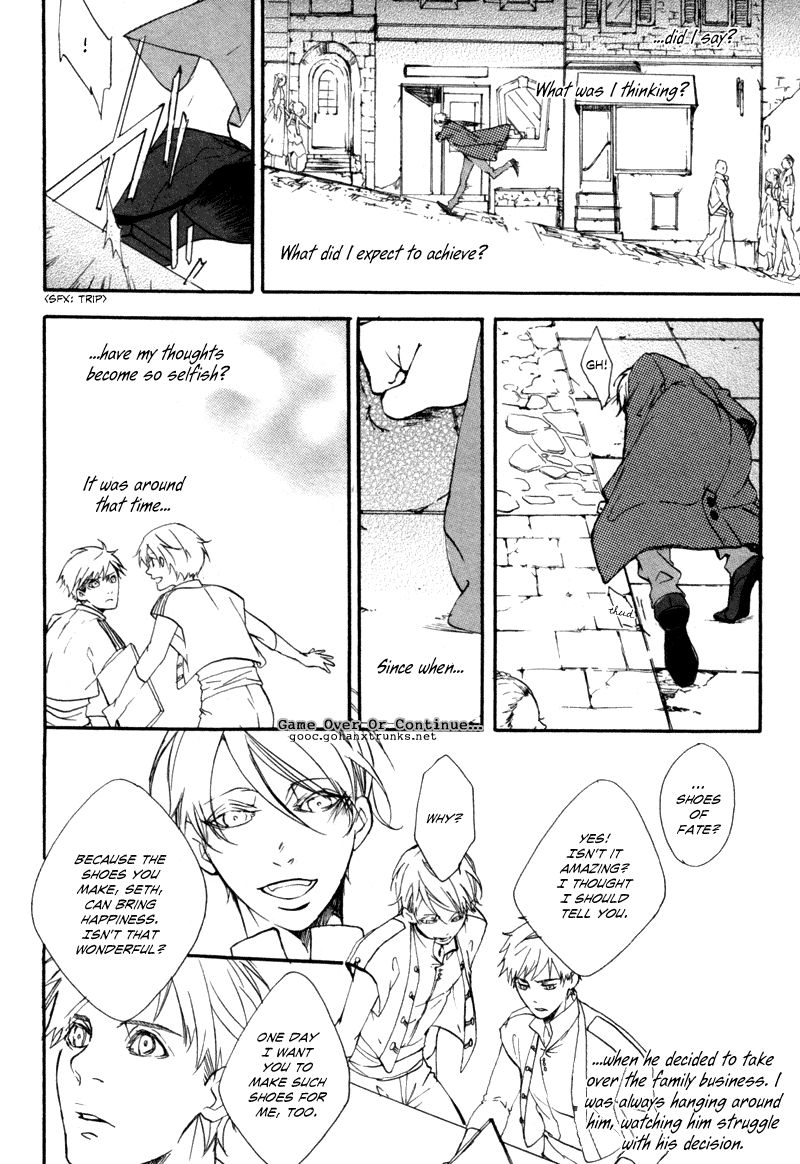 ...did I say?
What was I thinking?
What did I expect to achieve?
!
<SFX: TRIP>
GH!
thud
Since when...
...have my thoughts
become so selfish?
It was around
that time...
Game Over Or Continue...
gooc.gohanxtrunks.net
...
SHOES
OF
FATE?
YES!
ISN'T IT
AMAZING?
I THOUGHT
I SHOULD
TELL YOU.
...when he decided to take
over the family business. I
was always hanging around
him, watching him struggle
with his decision.
WHY?
BECAUSE THE
SHOES YOU
MAKE, SETH,
CAN BRING
HAPPINESS.
ISN'T THAT
WONDERFUL?
ONE DAY
I WANT
YOU TO
MAKE SUCH
SHOES FOR
ME, TOO.